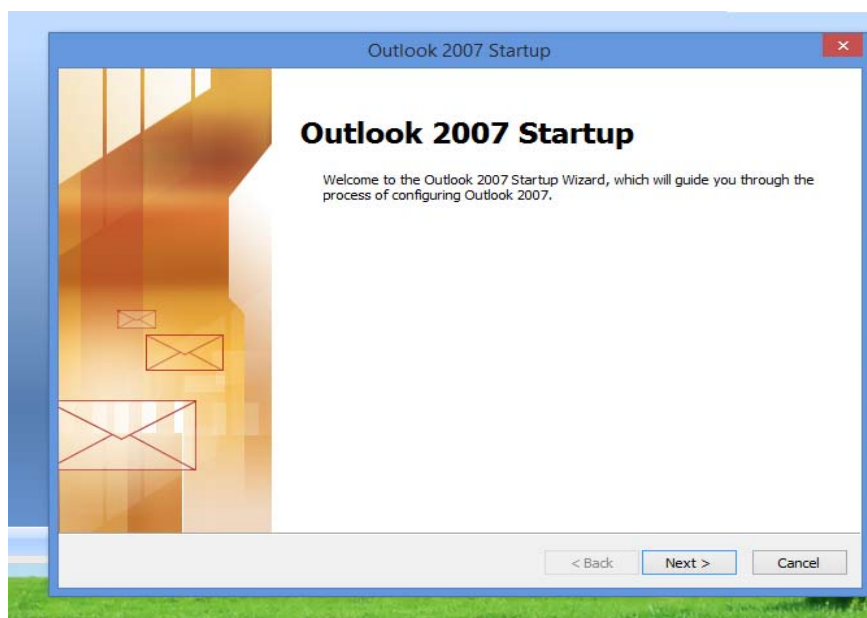 Outlook 2007 Startup
Outlook 2007 Startup
Welcome to the Outlook 2007 Startup Wizard, which will guide you through the
process of configuring Outlook 2007.
< Back Next > Cancel